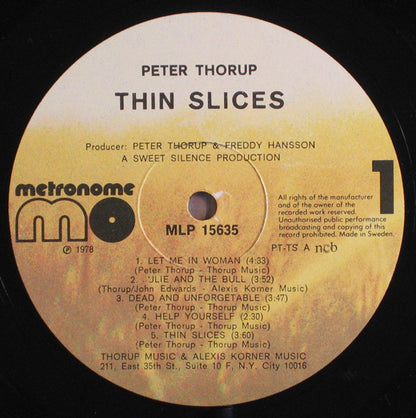 PETER THORUP
THIN SLICES
Producer: PETER THORUP & FREDDY HANSSON
A SWEET SILENCE PRODUCTION
metronome
mo
℗ 1978
MLP 15635
1
All rights of the manufacturer
and of the owner of the
recorded work reserved.
Unauthorised public performance
broadcasting and copying of this
record prohibited. Made in Sweden.
PT-TS A ncb
1. LET ME IN WOMAN (4:33)
(Peter Thorup - Thorup Music)
2. 'ULIE AND THE BULL (3:52)
(Thorup/John Edwards - Alexis Korner Music)
3. DEAD AND UNFORGETABLE (3:47)
(Peter Thorup - Thorup Music)
4. HELP YOURSELF (2:30)
(Peter Thorup - Thorup Music)
5. THIN SLICES (3:60)
(Peter Thorup - Thorup Music)
THORUP MUSIC & ALEXIS KORNER MUSIC
211, East 35th St., Suite 10 F, N.Y. City 10016